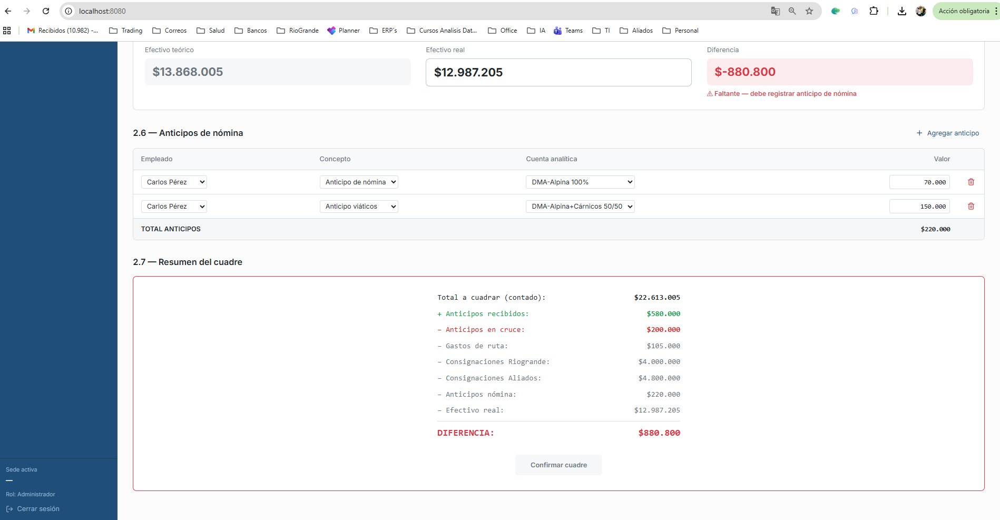 localhost:8080
Acción obligatoria
Recibidos (10.982) -... Trading Correos Salud Bancos RioGrande Planner ERP´s Cursos Analisis Dat... Office IA Teams TI Aliados Personal
Efectivo teórico Efectivo real Diferencia
$13.868.005 $12.987.205 $-880.800
Faltante — debe registrar anticipo de nómina
2.6 — Anticipos de nómina + Agregar anticipo
Empleado Concepto Cuenta analítica Valor
Carlos Pérez Anticipo de nómina DMA-Alpina 100% 70.000
Carlos Pérez Anticipo viáticos DMA-Alpina+Cárnicos 50/50 150.000
TOTAL ANTICIPOS $220.000
2.7 — Resumen del cuadre
Total a cuadrar (contado): $22.613.005
+ Anticipos recibidos: $580.000
– Anticipos en cruce: $200.000
– Gastos de ruta: $105.000
– Consignaciones Riogrande: $4.000.000
– Consignaciones Aliados: $4.800.000
– Anticipos nómina: $220.000
– Efectivo real: $12.987.205
DIFERENCIA: $880.800
Confirmar cuadre
Sede activa
—
Rol: Administrador
Cerrar sesión